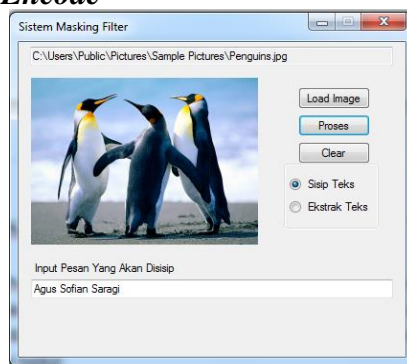 Encode
Sistem Masking Filter
C:\Users\Public\Pictures\Sample Pictures\Penguins.jpg
Load Image
Proses
Clear
Sisip Teks
Ekstrak Teks
Input Pesan Yang Akan Disisip
Agus Sofian Saragi